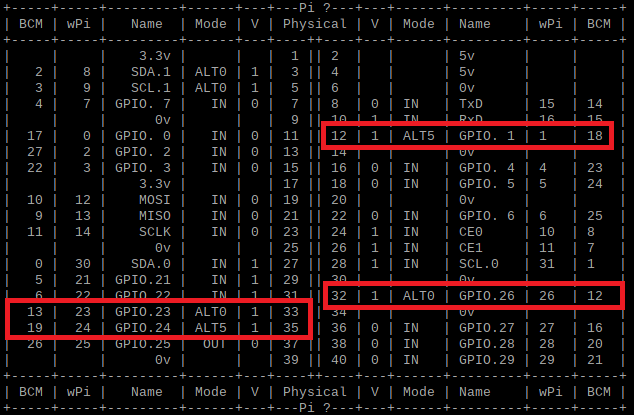 +-----+-----+---------+------+---+---Pi ?---+---+------+---------+-----+-----+
| BCM | wPi | Name | Mode | V | Physical | V | Mode | Name | wPi | BCM |
+-----+-----+---------+------+---+----++----+---+------+---------+-----+-----+
| | | 3.3v | | | 1 || 2 | | | 5v | | |
| 2 | 8 | SDA.1 | ALT0 | 1 | 3 || 4 | | | 5v | | |
| 3 | 9 | SCL.1 | ALT0 | 1 | 5 || 6 | | | 0v | | |
| 4 | 7 | GPIO. 7 | IN | 0 | 7 || 8 | 0 | IN | TxD | 15 | 14 |
| | | 0v | | | 9 || 10 | 1 | IN | RxD | 16 | 15 |
| 17 | 0 | GPIO. 0 | IN | 0 | 11 || 12 | 1 | ALT5 | GPIO. 1 | 1 | 18 |
| 27 | 2 | GPIO. 2 | IN | 0 | 13 || 14 | | | 0v | | |
| 22 | 3 | GPIO. 3 | IN | 0 | 15 || 16 | 0 | IN | GPIO. 4 | 4 | 23 |
| | | 3.3v | | | 17 || 18 | 0 | IN | GPIO. 5 | 5 | 24 |
| 10 | 12 | MOSI | IN | 0 | 19 || 20 | | | 0v | | |
| 9 | 13 | MISO | IN | 0 | 21 || 22 | 0 | IN | GPIO. 6 | 6 | 25 |
| 11 | 14 | SCLK | IN | 0 | 23 || 24 | 1 | IN | CE0 | 10 | 8 |
| | | 0v | | | 25 || 26 | 1 | IN | CE1 | 11 | 7 |
| 0 | 30 | SDA.0 | IN | 1 | 27 || 28 | 1 | IN | SCL.0 | 31 | 1 |
| 5 | 21 | GPIO.21 | IN | 1 | 29 || 30 | | | 0v | | |
| 6 | 22 | GPIO.22 | IN | 1 | 31 || 32 | 1 | ALT0 | GPIO.26 | 26 | 12 |
| 13 | 23 | GPIO.23 | ALT0 | 1 | 33 || 34 | | | 0v | | |
| 19 | 24 | GPIO.24 | ALT5 | 1 | 35 || 36 | 0 | IN | GPIO.27 | 27 | 16 |
| 26 | 25 | GPIO.25 | OUT | 0 | 37 || 38 | 0 | IN | GPIO.28 | 28 | 20 |
| | | 0v | | | 39 || 40 | 0 | IN | GPIO.29 | 29 | 21 |
+-----+-----+---------+------+---+----++----+---+------+---------+-----+-----+
| BCM | wPi | Name | Mode | V | Physical | V | Mode | Name | wPi | BCM |
+-----+-----+---------+------+---+---Pi ?---+---+------+---------+-----+-----+